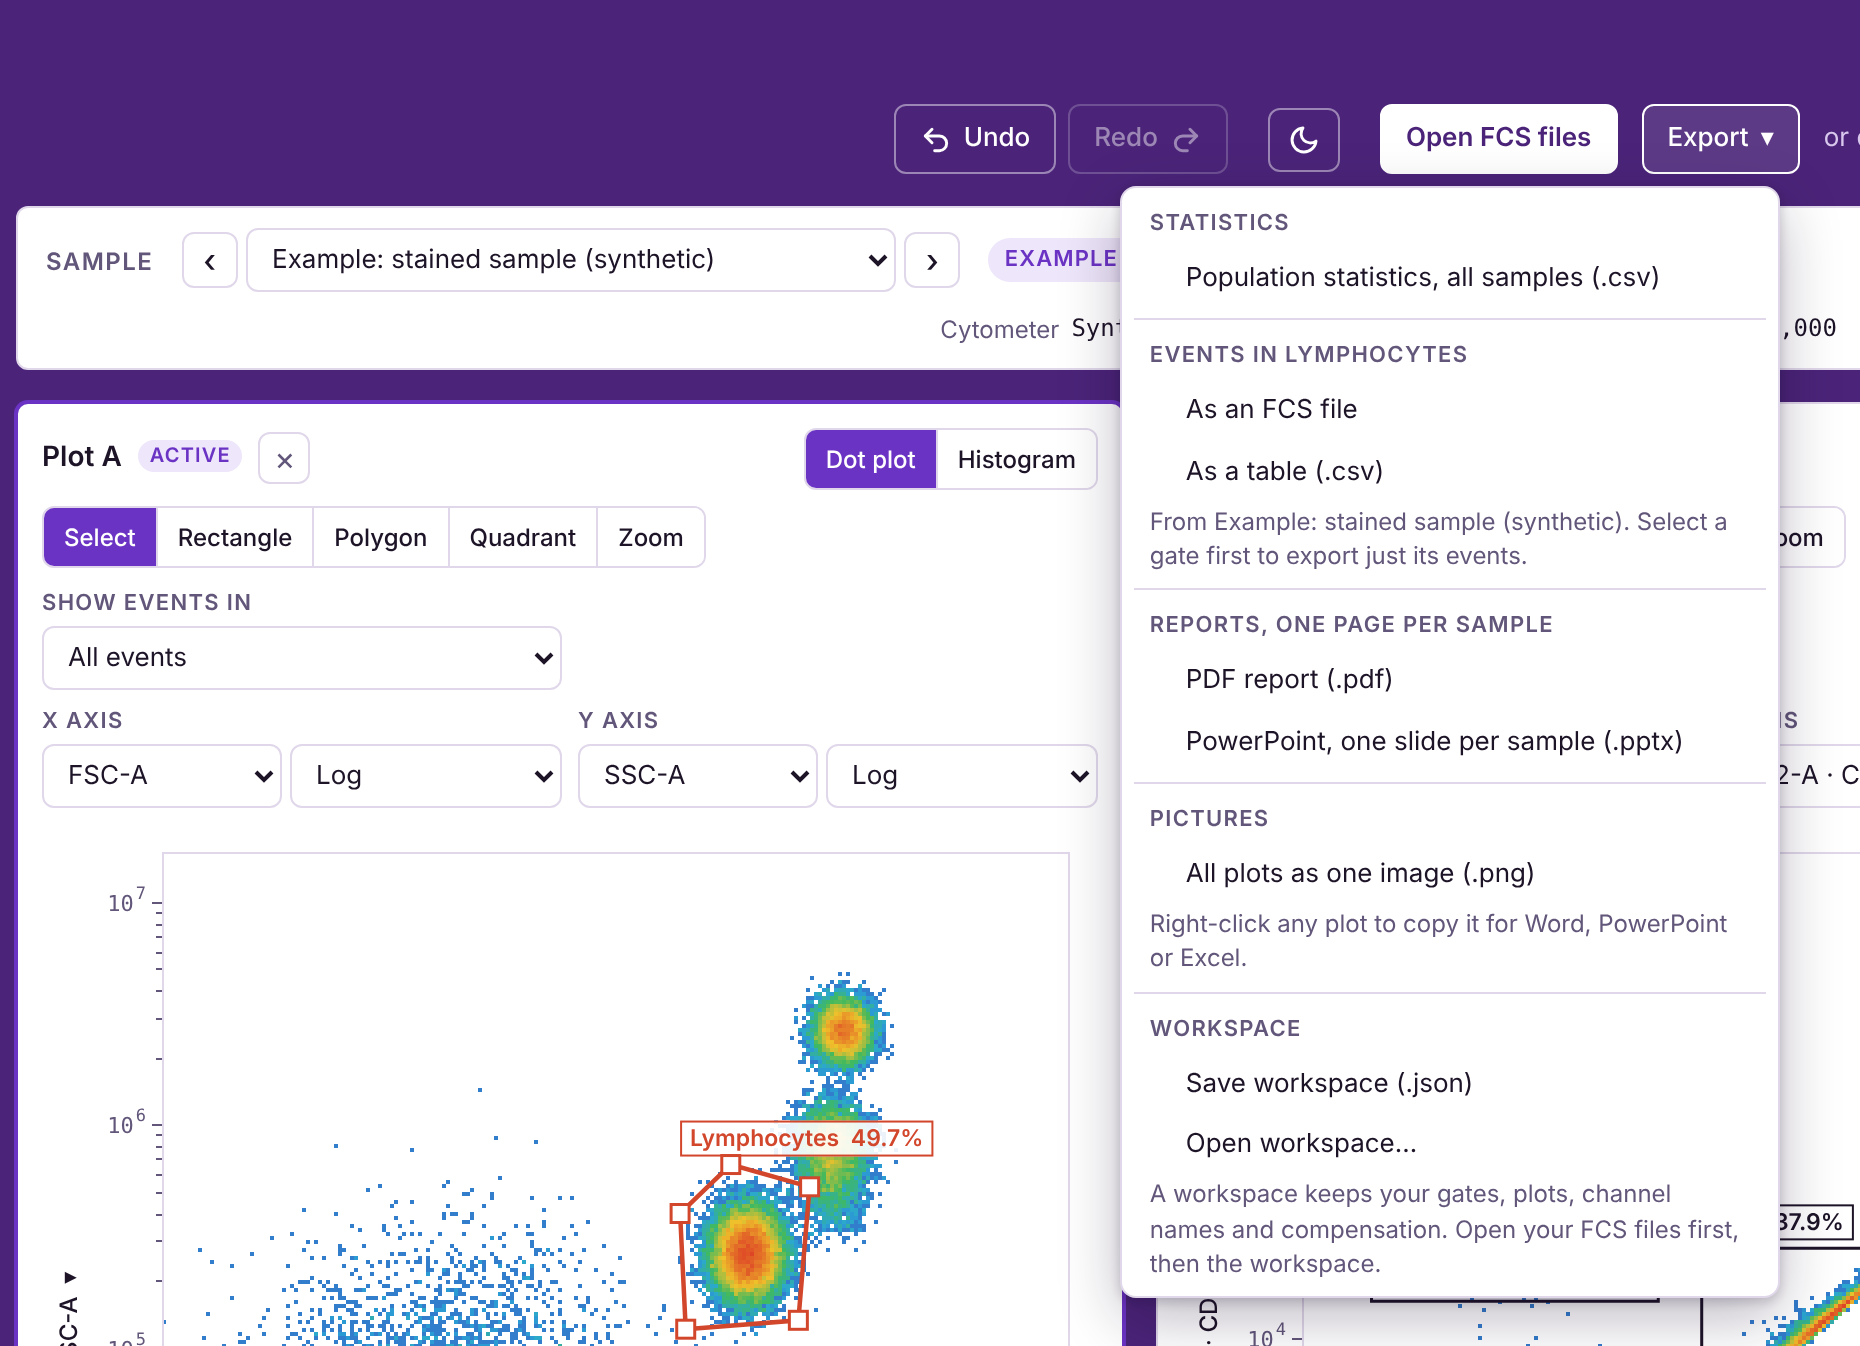 Undo
Redo
Open FCS files
Export ▾
or
SAMPLE
‹
Example: stained sample (synthetic)
›
EXAMPLE
Cytometer
,000
STATISTICS
Population statistics, all samples (.csv)
EVENTS IN LYMPHOCYTES
As an FCS file
As a table (.csv)
From Example: stained sample (synthetic). Select a
gate first to export just its events.
REPORTS, ONE PAGE PER SAMPLE
PDF report (.pdf)
PowerPoint, one slide per sample (.pptx)
PICTURES
All plots as one image (.png)
Right-click any plot to copy it for Word, PowerPoint
or Excel.
WORKSPACE
Save workspace (.json)
Open workspace...
A workspace keeps your gates, plots, channel
names and compensation. Open your FCS files first,
then the workspace.
Plot A
ACTIVE
×
Dot plot
Histogram
Select
Rectangle
Polygon
Quadrant
Zoom
SHOW EVENTS IN
All events
X AXIS
Y AXIS
FSC-A
Log
SSC-A
Log
10⁷
10⁶
10⁵
Lymphocytes 49.7%
37.9%
10⁴